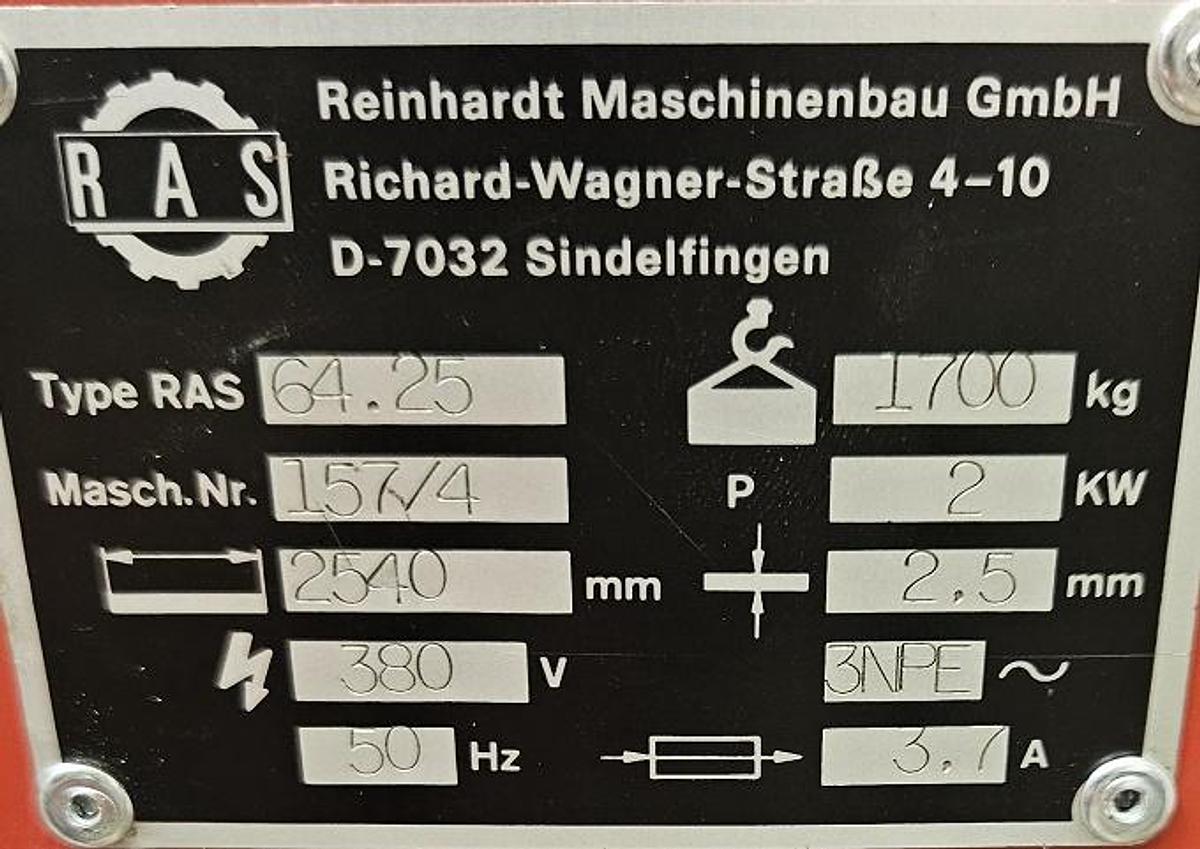 RAS
Reinhardt Maschinenbau GmbH
Richard-Wagner-Straße 4–10
D-7032 Sindelfingen
Type RAS 64.25 1700 kg
Masch.Nr. 157/4 P 2 KW
2540 mm 2.5 mm
380 V 3NPE ~
50 Hz 3.7 A